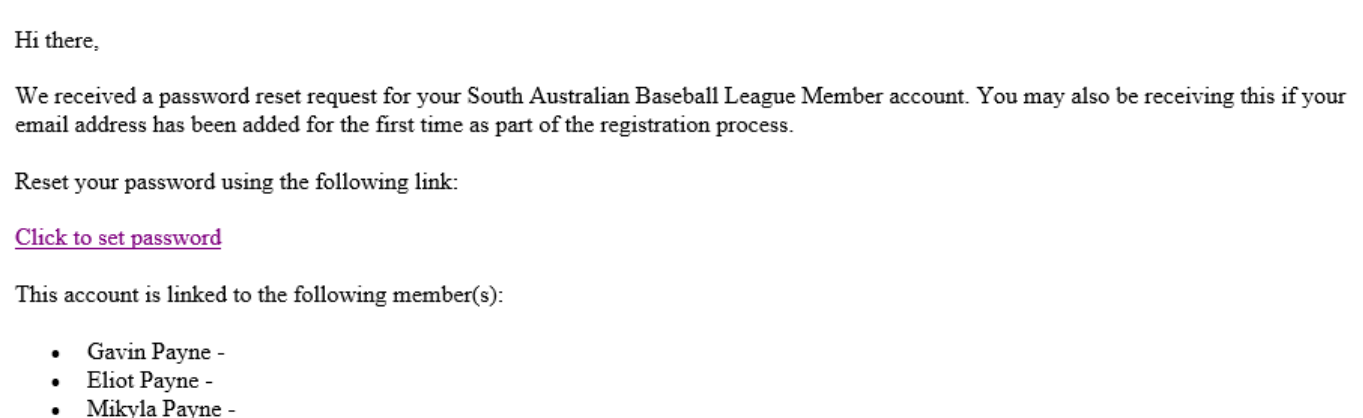 Hi there,
We received a password reset request for your South Australian Baseball League Member account. You may also be receiving this if your
email address has been added for the first time as part of the registration process.
Reset your password using the following link:
Click to set password
This account is linked to the following member(s):
• Gavin Payne -
• Eliot Payne -
• Mikyla Payne -